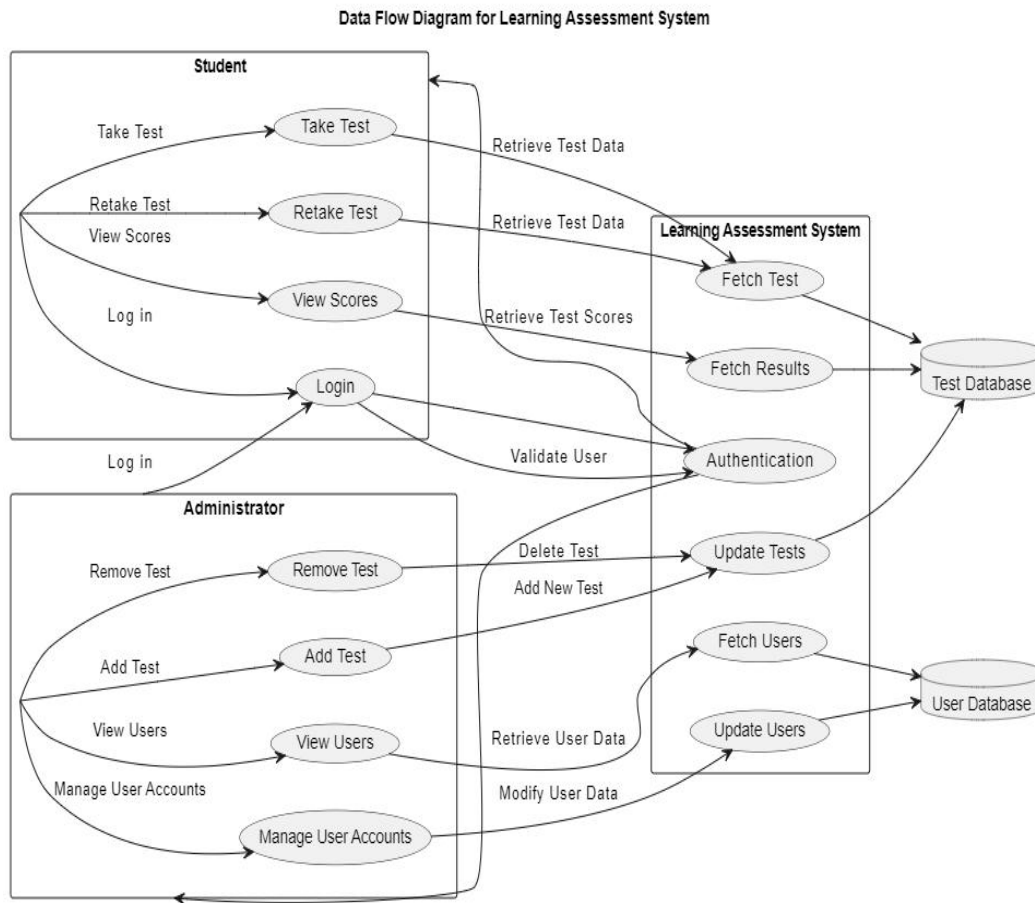 Data Flow Diagram for Learning Assessment System
Student
Take Test
Take Test
Retrieve Test Data
Retake Test
Retake Test
Retrieve Test Data
Learning Assessment System
View Scores
Fetch Test
View Scores
Log in
Retrieve Test Scores
Fetch Results
Test Database
Login
Log in
Validate User
Authentication
Administrator
Remove Test
Remove Test
Delete Test
Update Tests
Add New Test
Add Test
Add Test
Fetch Users
View Users
View Users
Retrieve User Data
Update Users
User Database
Manage User Accounts
Modify User Data
Manage User Accounts